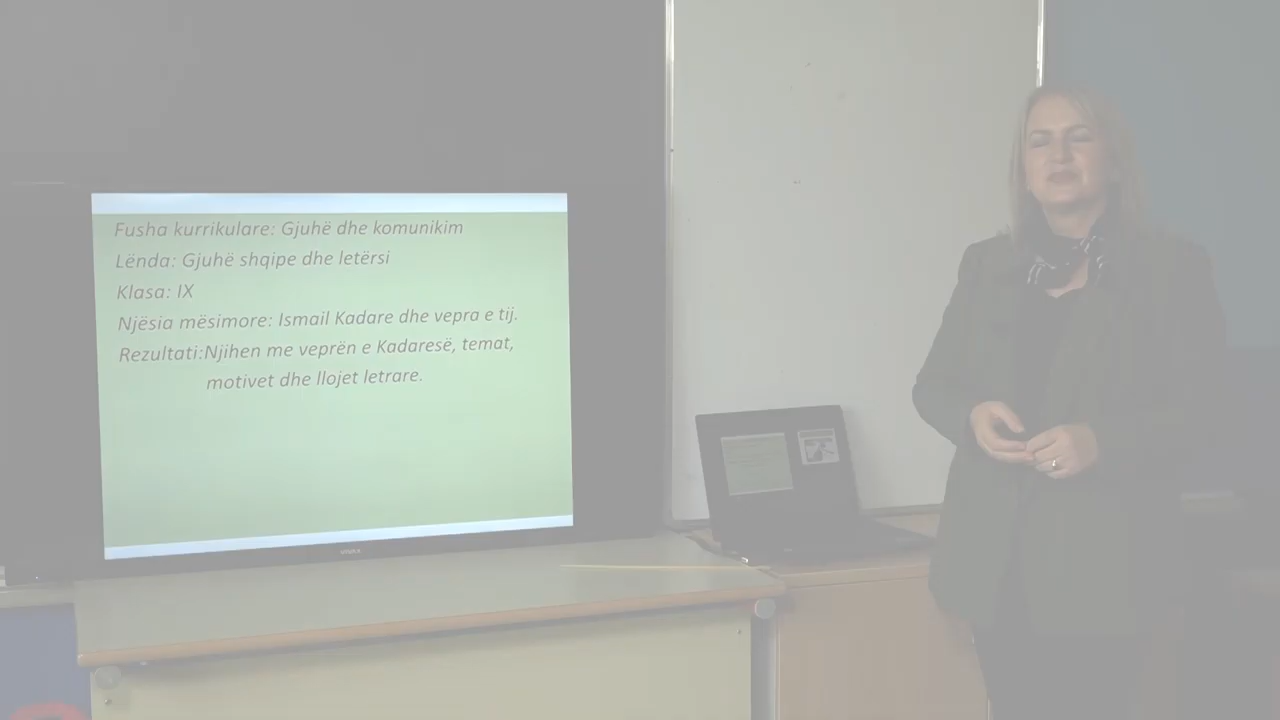 Fusha kurrikulare: Gjuhë dhe komunikim
Lënda: Gjuhë shqipe dhe letërsi
Klasa: IX
Njësia mësimore: Ismail Kadare dhe vepra e tij.
Rezultati:Njihen me veprën e Kadaresë, temat,
motivet dhe llojet letrare.